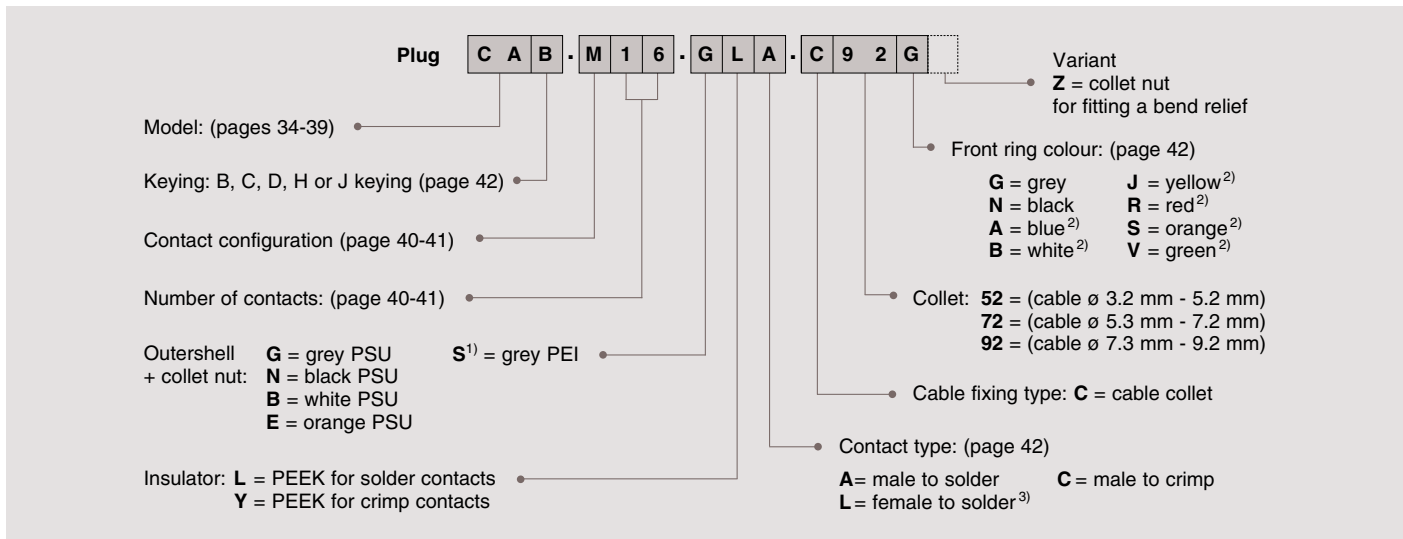 Plug CAB.M16.GLA.C92G
Variant
Z = collet nut
for fitting a bend relief
Model: (pages 34-39)
Keying: B, C, D, H or J keying (page 42)
Contact configuration (page 40-41)
Number of contacts: (page 40-41)
Outershell
+ collet nut:
G = grey PSU
N = black PSU
B = white PSU
E = orange PSU
S1) = grey PEI
Insulator: L = PEEK for solder contacts
Y = PEEK for crimp contacts
Front ring colour: (page 42)
G = grey
N = black
A = blue2)
B = white2)
J = yellow2)
R = red2)
S = orange2)
V = green2)
Collet: 52 = (cable ø 3.2 mm - 5.2 mm)
72 = (cable ø 5.3 mm - 7.2 mm)
92 = (cable ø 7.3 mm - 9.2 mm)
Cable fixing type: C = cable collet
Contact type: (page 42)
A= male to solder
L= female to solder3)
C= male to crimp